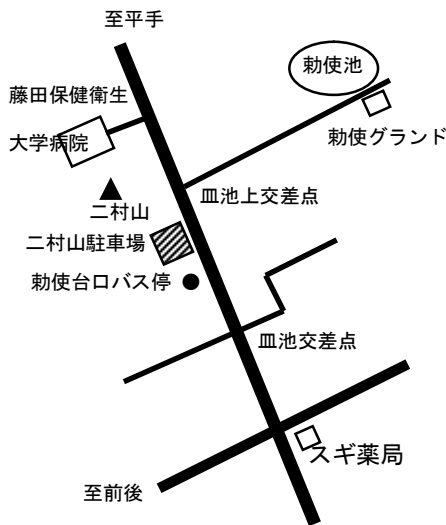 至平手
勅使池
藤田保健衛生
大学病院
勅使グランド
皿池上交差点
二村山
二村山駐車場
勅使台口バス停
皿池交差点
スギ薬局
至前後